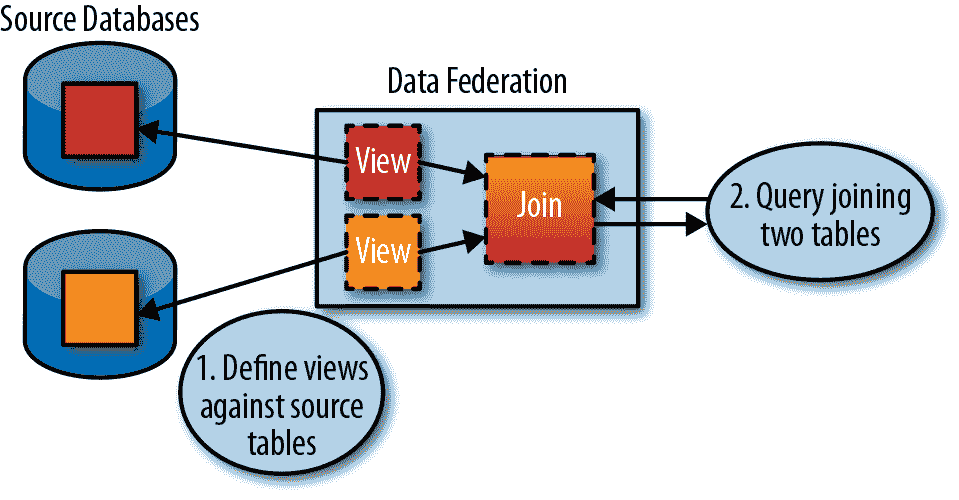 Source Databases
Data Federation
View
View
Join
2. Query joining
two tables
1. Define views
against source
tables